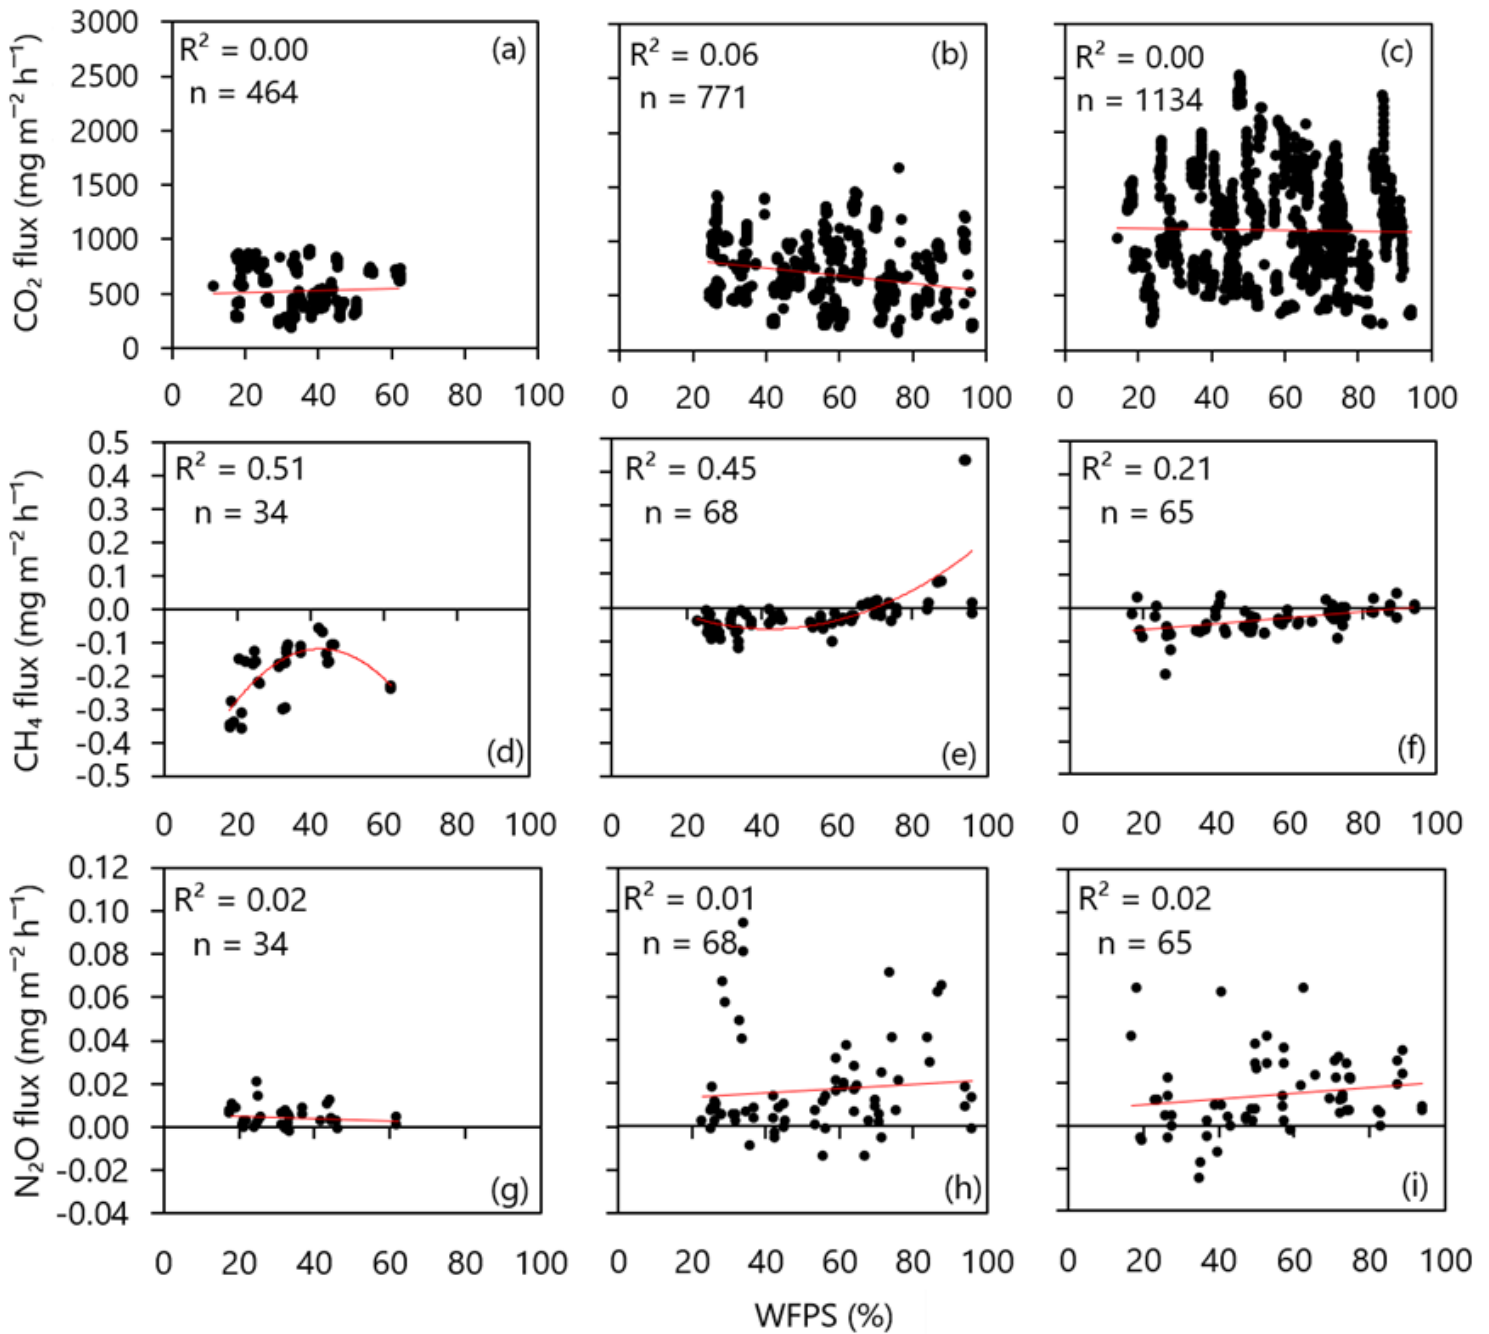 CO₂ flux (mg m⁻² h⁻¹)
3000
2500
2000
1500
1000
500
0
R² = 0.00
n = 464
(a)
0 20 40 60 80 100
R² = 0.06
n = 771
(b)
0 20 40 60 80 100
R² = 0.00
n = 1134
(c)
0 20 40 60 80 100
CH₄ flux (mg m⁻² h⁻¹)
0.5
0.4
0.3
0.2
0.1
0.0
-0.1
-0.2
-0.3
-0.4
-0.5
R² = 0.51
n = 34
(d)
0 20 40 60 80 100
R² = 0.45
n = 68
(e)
0 20 40 60 80 100
R² = 0.21
n = 65
(f)
0 20 40 60 80 100
N₂O flux (mg m⁻² h⁻¹)
0.12
0.10
0.08
0.06
0.04
0.02
0.00
-0.02
-0.04
R² = 0.02
n = 34
(g)
0 20 40 60 80 100
R² = 0.01
n = 68
(h)
0 20 40 60 80 100
R² = 0.02
n = 65
(i)
0 20 40 60 80 100
WFPS (%)